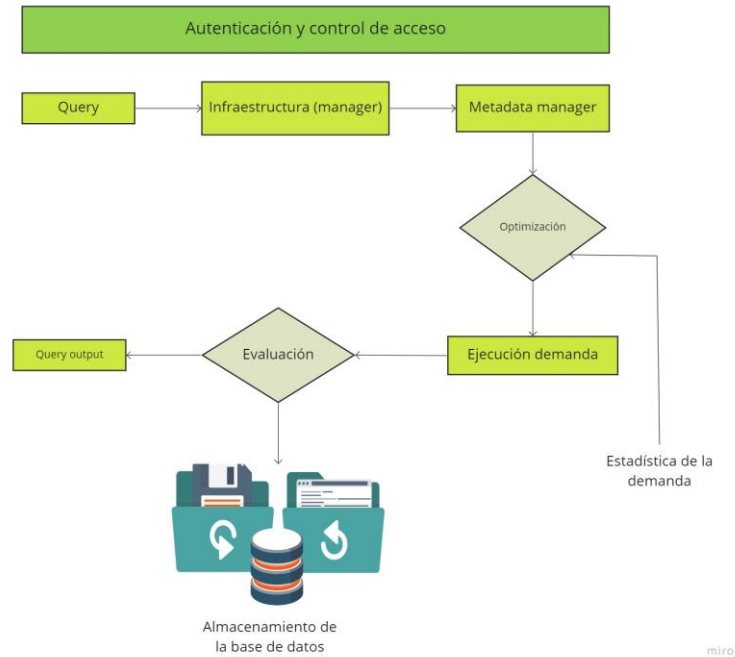 Autenticación y control de acceso
Query
Infraestructura (manager)
Metadata manager
Optimización
Query output
Evaluación
Ejecución demanda
Estadística de la
demanda
Almacenamiento de
la base de datos
miro